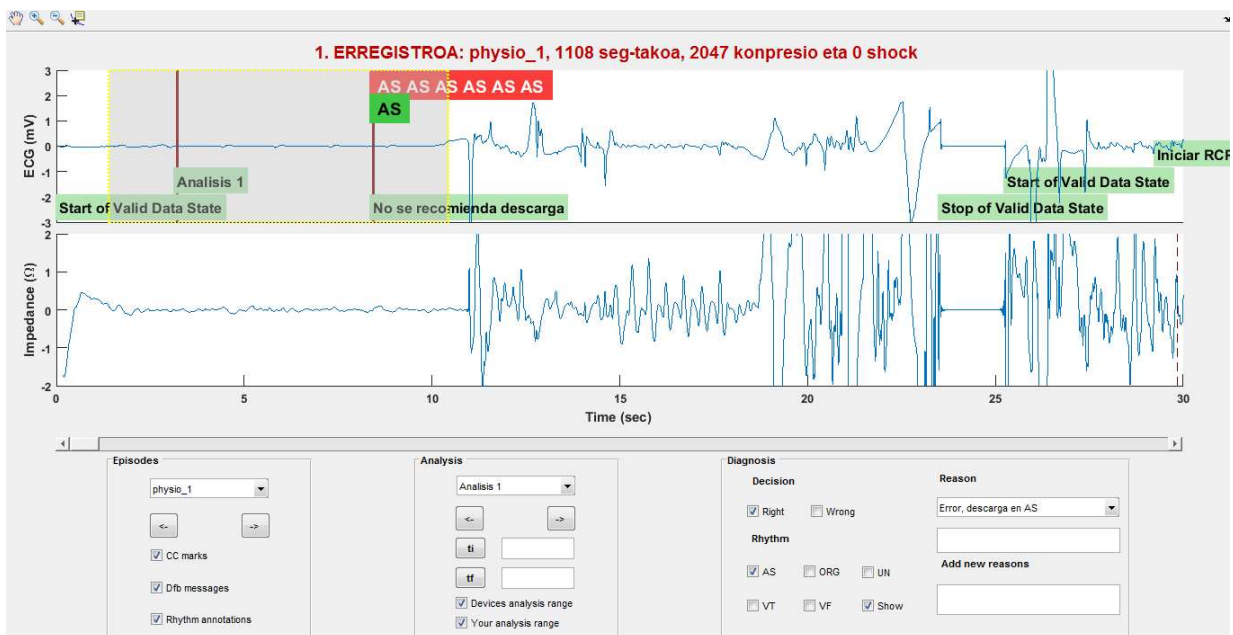 1. ERREGISTROA: physio_1, 1108 seg-takoa, 2047 konpresio eta 0 shock
3
2
1
0
-1
-2
-3
ECG (mV)
AS AS AS AS AS AS
AS
Analisis 1
Start of Valid Data State
No se recomienda descarga
Iniciar RCP
Start of Valid Data State
Stop of Valid Data State
2
1
0
-1
-2
Impedance (Ω)
0 5 10 15 20 25 30
Time (sec)
Episodes
physio_1
<- ->
CC marks
Dfb messages
Rhythm annotations
Analysis
Analisis 1
<- ->
ti
tf
Devices analysis range
Your analysis range
Diagnosis
Decision
Right Wrong
Rhythm
AS ORG UN
VT VF Show
Reason
Error, descarga en AS
Add new reasons